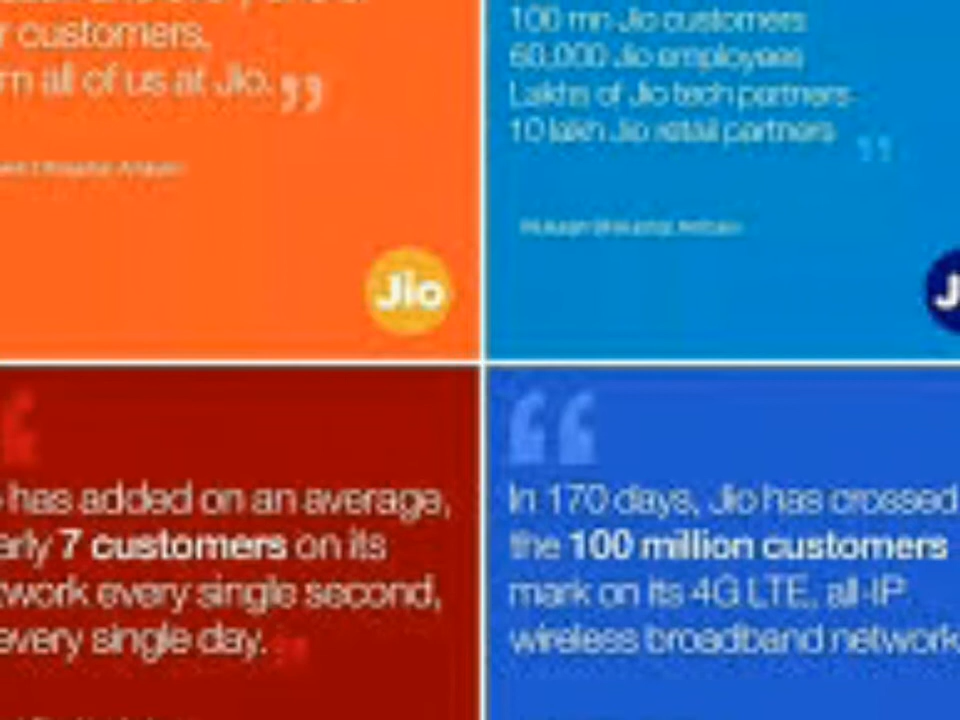 r customers,
rn all of us at Jio.”
Jio
100 mn Jio customers
60,000 Jio employees
Lakhs of Jio tech partners
10 lakh Jio retail partners ”
Mukesh Dhirubhai Ambani
J
“
has added on an average,
arly 7 customers on its
twork every single second,
every single day.”
“
In 170 days, Jio has crossed
the 100 million customers
mark on its 4G LTE, all-IP
wireless broadband network